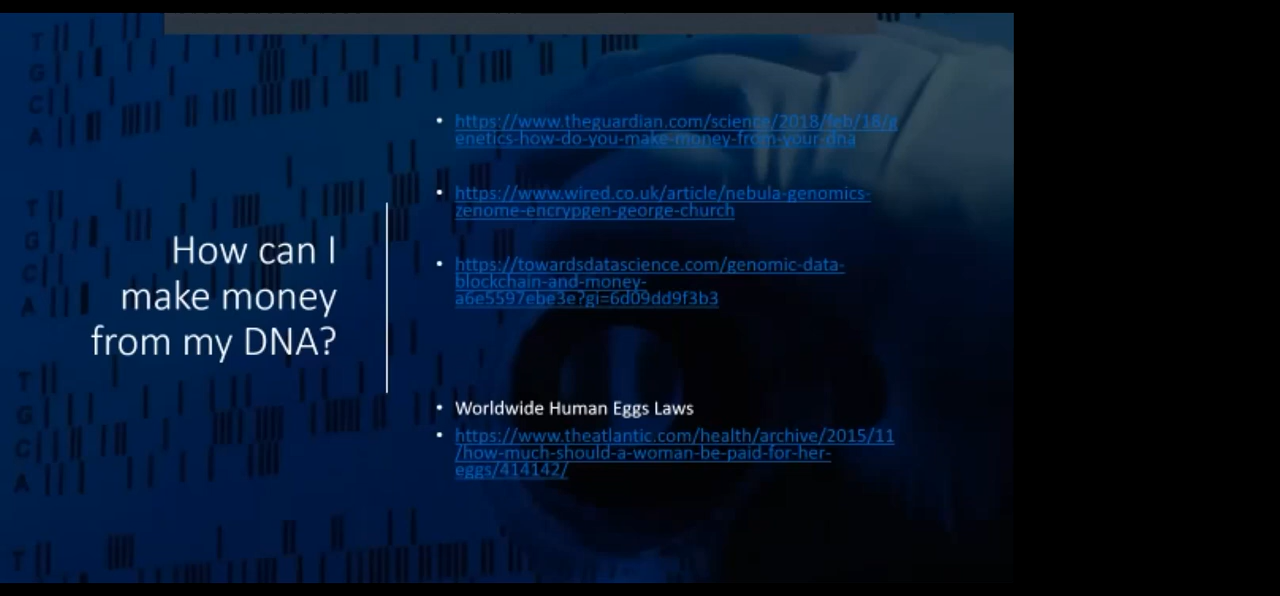 How can I
make money
from my DNA?
• https://www.theguardian.com/science/2018/feb/18/g
enetics-how-do-you-make-money-from-your-dna
• https://www.wired.co.uk/article/nebula-genomics-
zenome-encrypgen-george-church
• https://towardsdatascience.com/genomic-data-
blockchain-and-money-
a6e5597ebe3e?gi=6d09dd9f3b3
• Worldwide Human Eggs Laws
• https://www.theatlantic.com/health/archive/2015/11
/how-much-should-a-woman-be-paid-for-her-
eggs/414142/
T
G
C
A
T
G
C
A
T
G
C
A
T